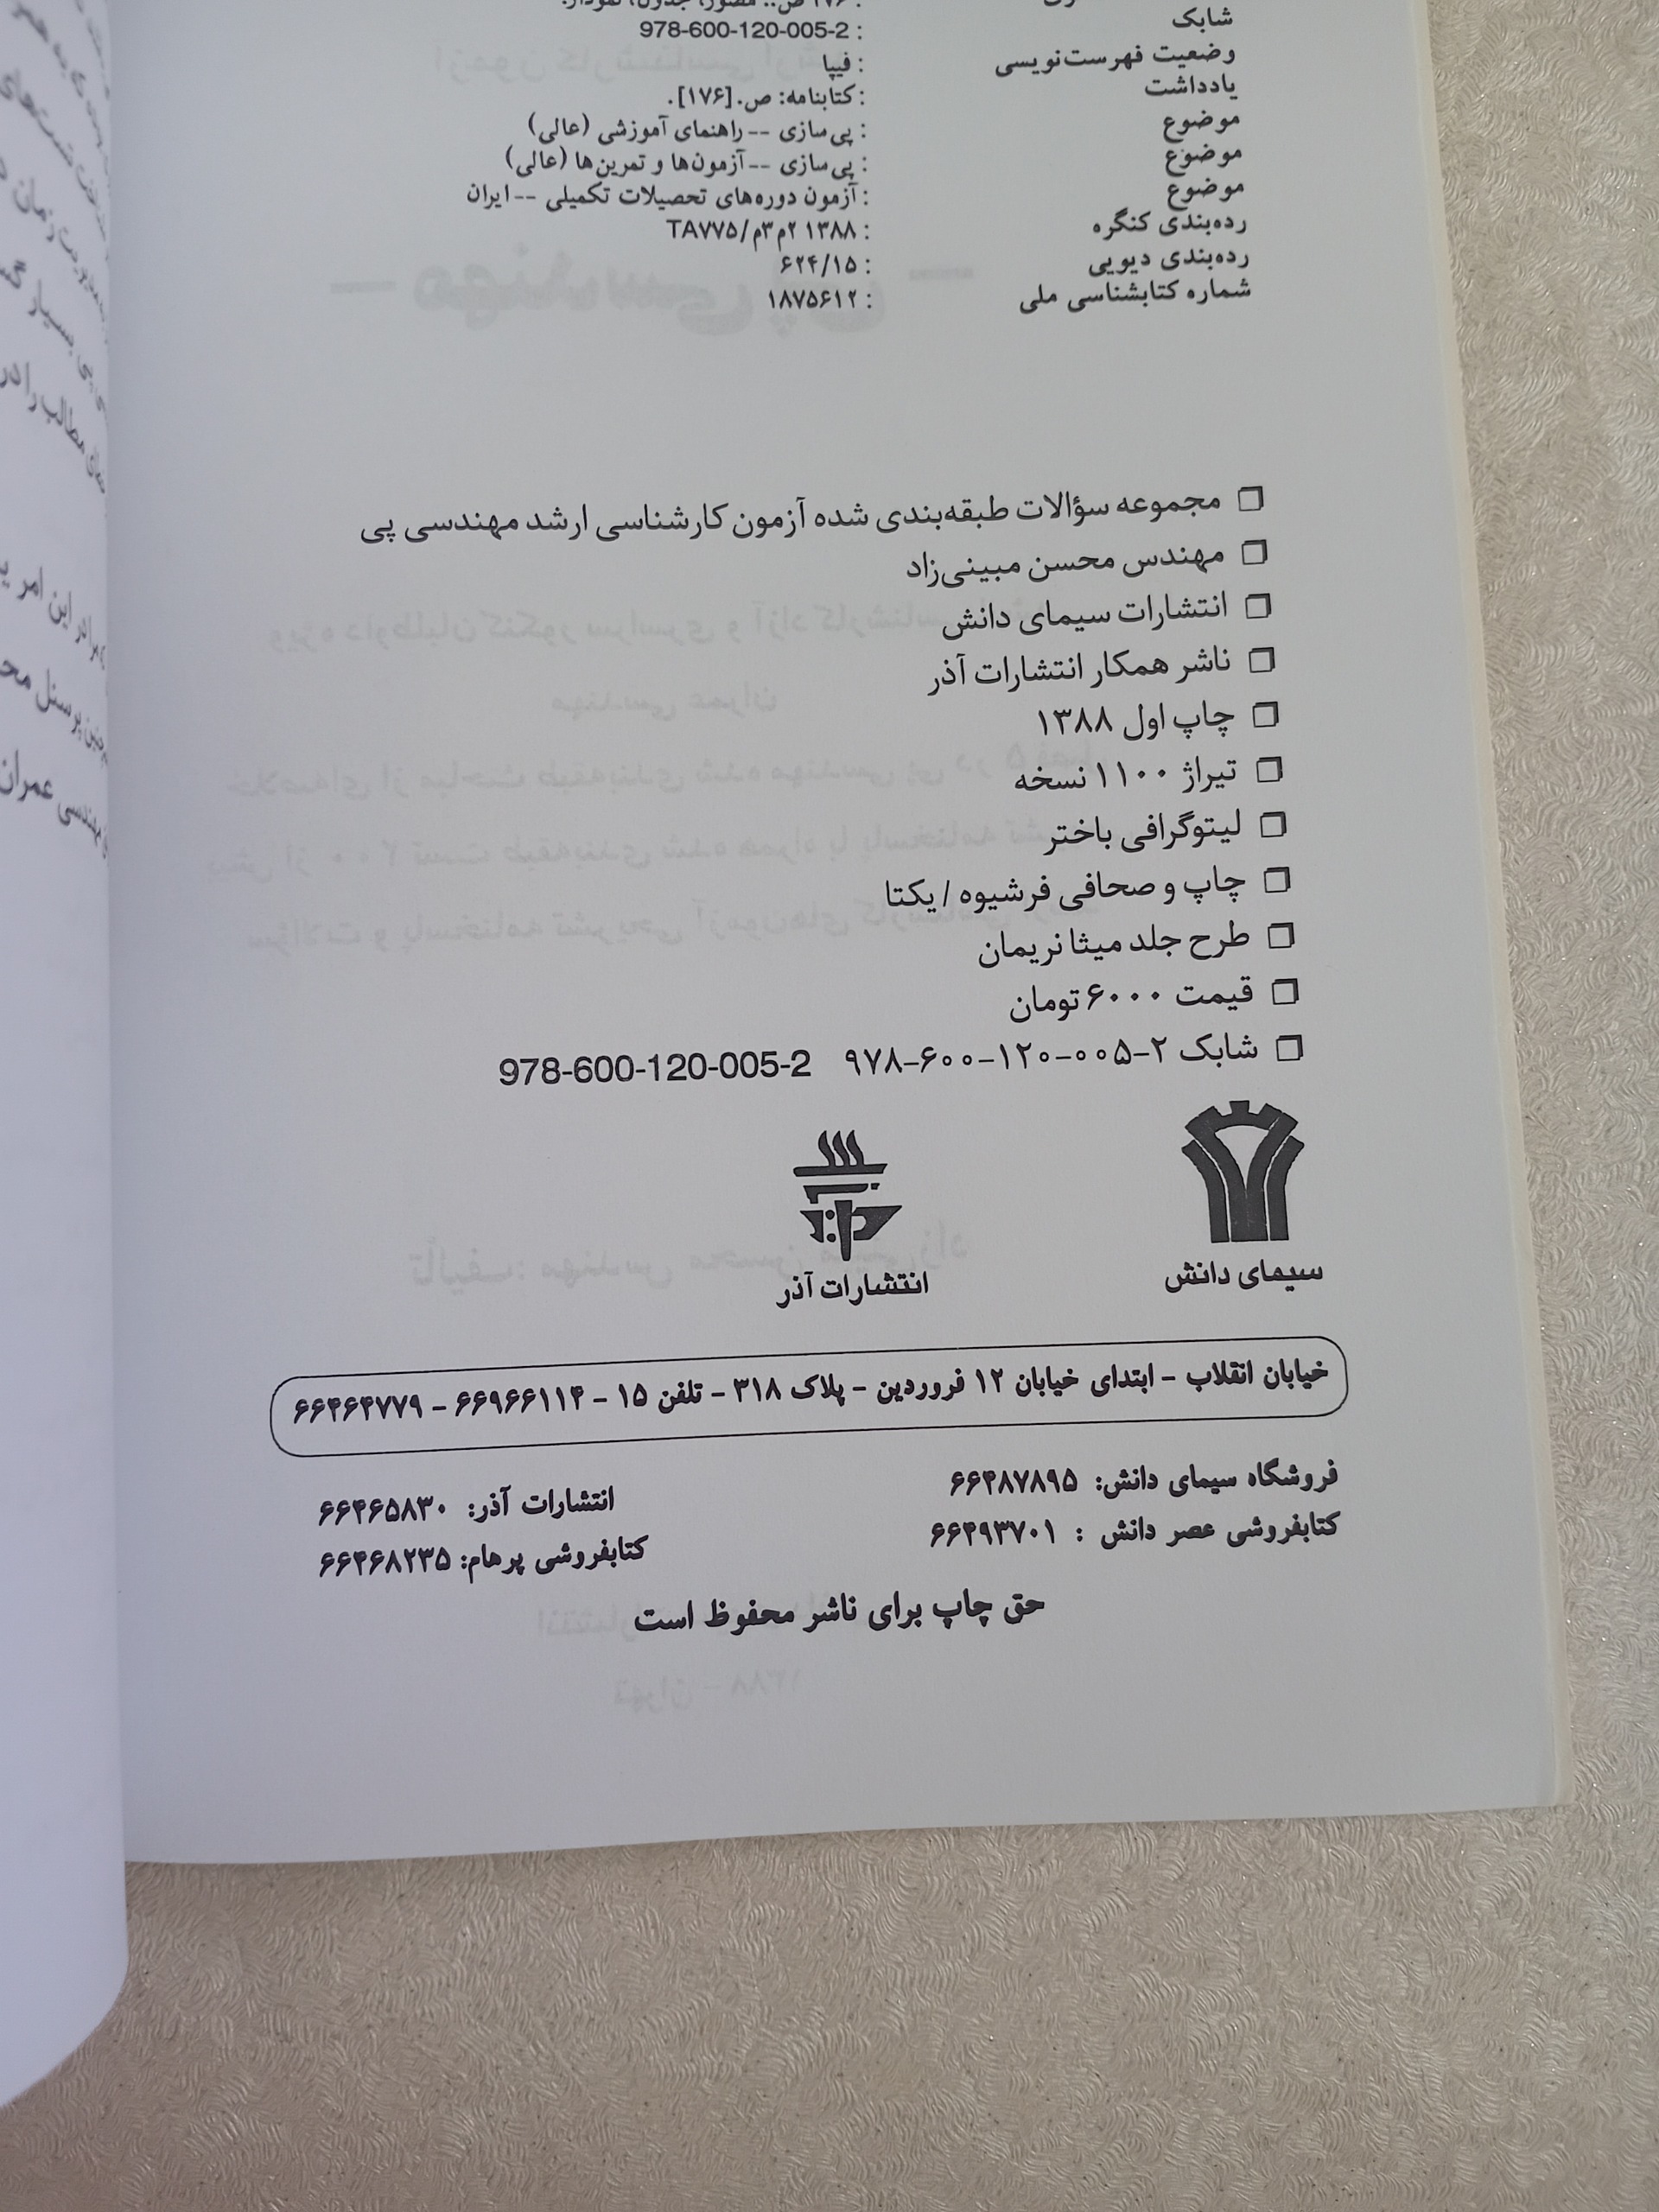 ۱۷۶ ص.: مصور، جدول، نمودار.
شابک : 978-600-120-005-2
وضعیت فهرست‌نویسی : فیپا
یادداشت : کتابنامه: ص. [۱۷۶].
موضوع : پی‌سازی -- راهنمای آموزشی (عالی)
موضوع : پی‌سازی -- آزمون‌ها و تمرین‌ها (عالی)
موضوع : آزمون دوره‌های تحصیلات تکمیلی -- ایران
رده‌بندی کنگره : ۱۳۸۸ ۲م۳م/TA۷۷۵
رده‌بندی دیویی : ۶۲۴/۱۵
شماره کتابشناسی ملی : ۱۸۷۵۶۱۲
❒ مجموعه سؤالات طبقه‌بندی شده آزمون کارشناسی ارشد مهندسی پی
❒ مهندس محسن مبینی‌زاد
❒ انتشارات سیمای دانش
❒ ناشر همکار انتشارات آذر
❒ چاپ اول ۱۳۸۸
❒ تیراژ ۱۱۰۰ نسخه
❒ لیتوگرافی باختر
❒ چاپ و صحافی فرشیوه / یکتا
❒ طرح جلد میثا نریمان
❒ قیمت ۶۰۰۰ تومان
❒ شابک ۲-۰۰۵-۱۲۰-۶۰۰-۹۷۸ 978-600-120-005-2
سیمای دانش
انتشارات آذر
خیابان انقلاب - ابتدای خیابان ۱۲ فروردین - پلاک ۳۱۸ - تلفن ۱۵ - ۶۶۹۶۶۱۱۴ - ۶۶۴۶۴۷۷۹
فروشگاه سیمای دانش: ۶۶۴۸۷۸۹۵ انتشارات آذر: ۶۶۴۶۵۸۳۰
کتابفروشی عصر دانش : ۶۶۴۹۳۷۰۱ کتابفروشی پرهام: ۶۶۴۶۸۲۳۵
حق چاپ برای ناشر محفوظ است